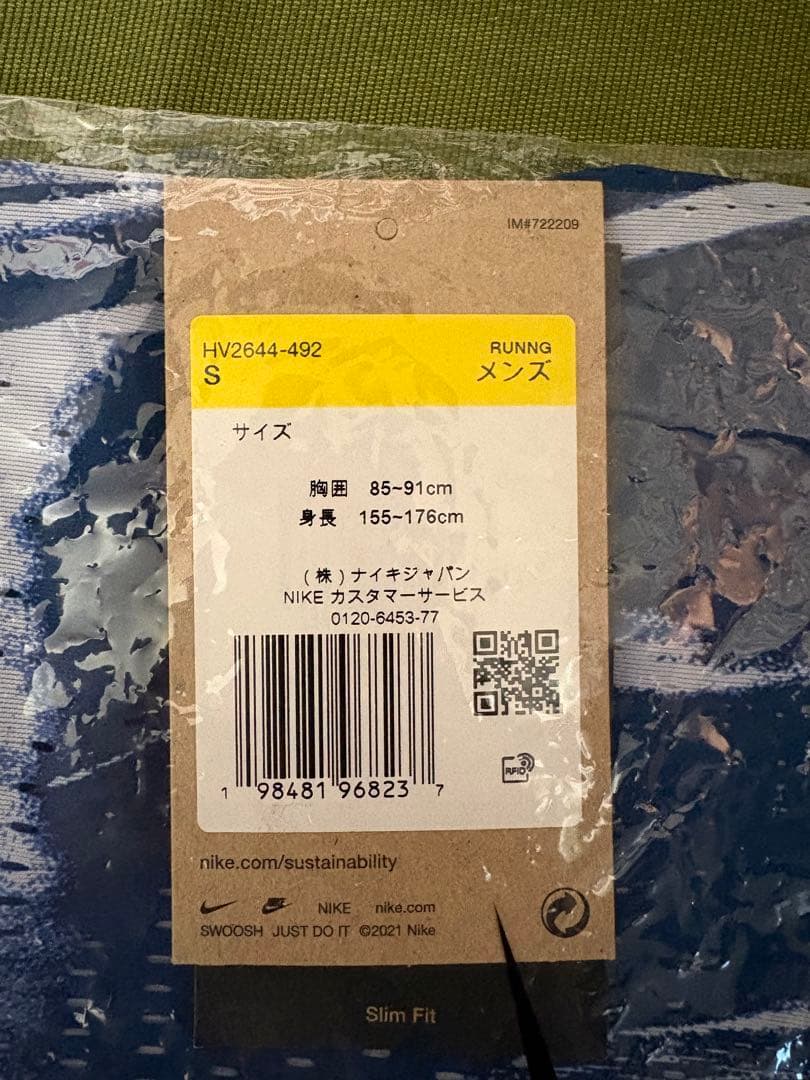 IM#722209
HV2644-492 RUNNG
S メンズ
サイズ
胸囲 85~91cm
身長 155~176cm
(株)ナイキジャパン
NIKE カスタマーサービス
0120-6453-77
1 98481 96823 7
RFID
nike.com/sustainability
NIKE nike.com
SWOOSH JUST DO IT ©2021 Nike
Slim Fit